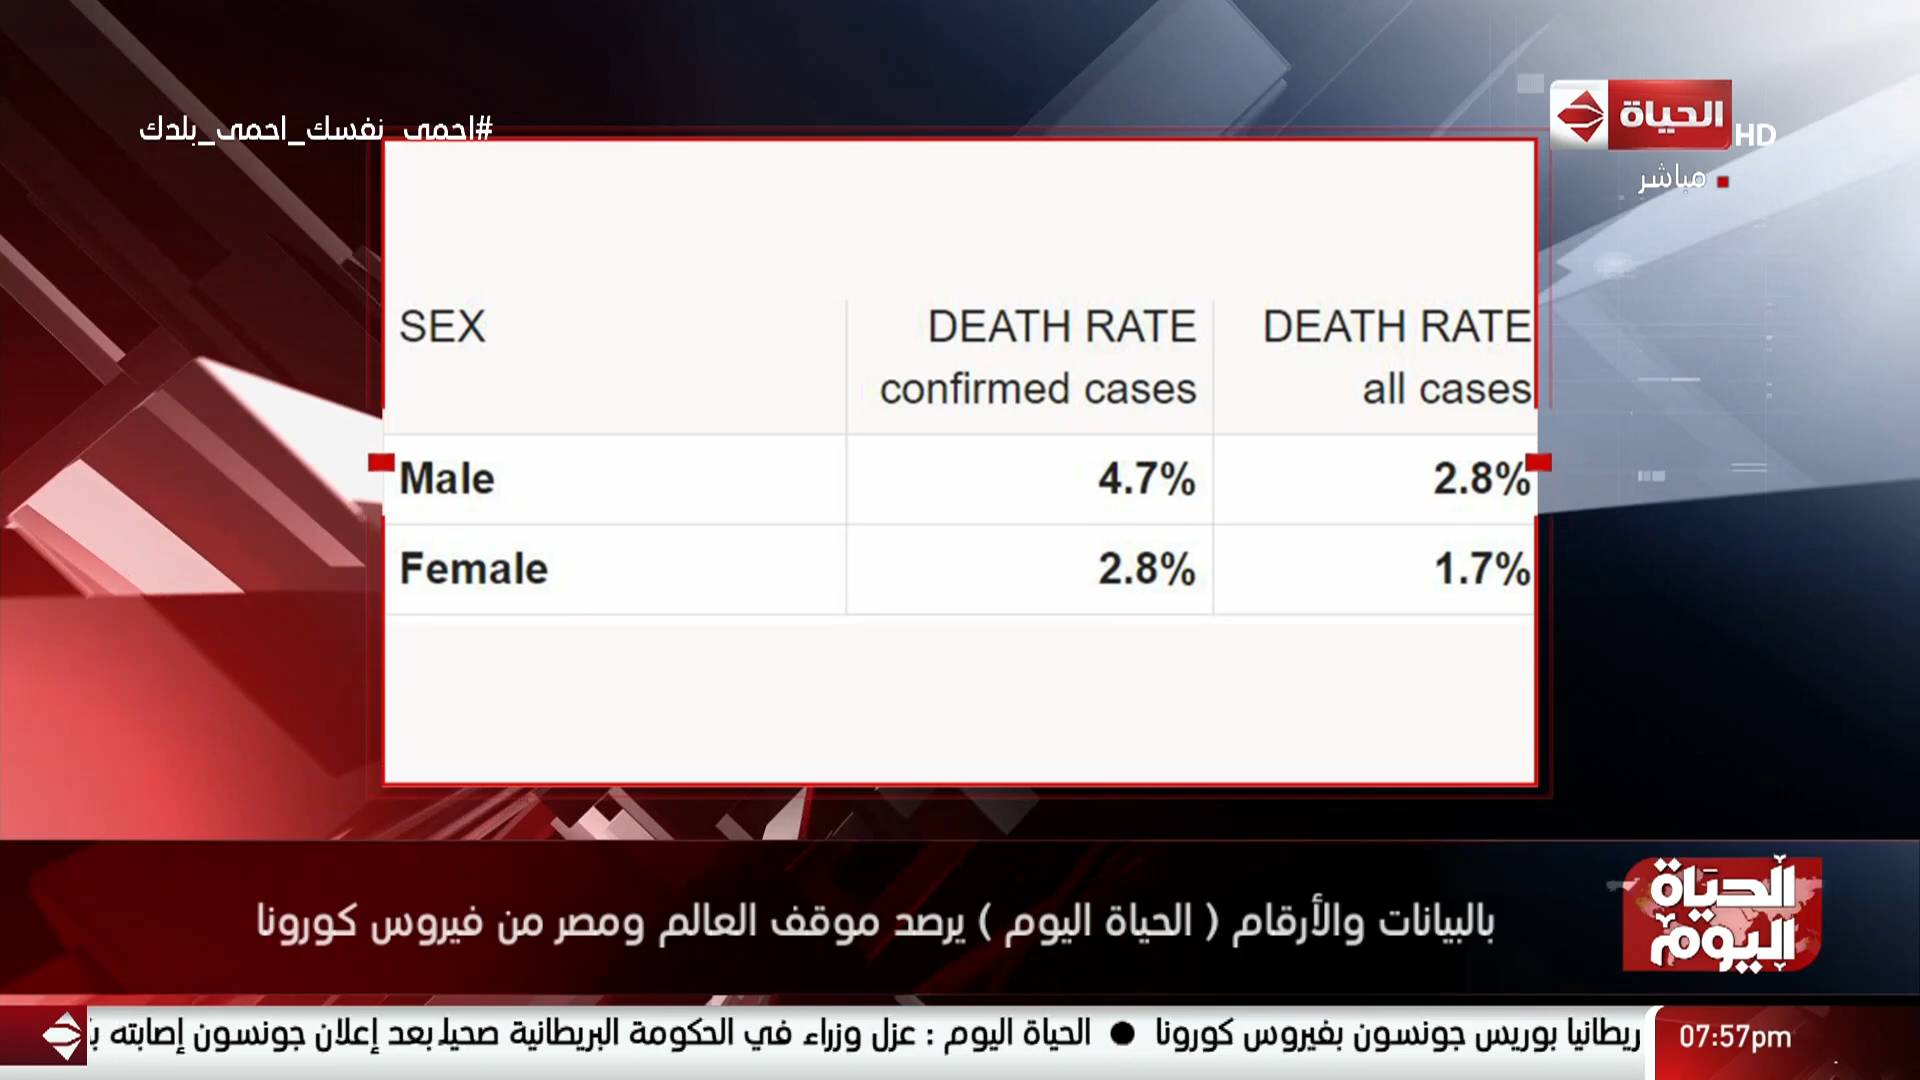 #احمى_نفسك_احمى_بلدك
الحياة
HD
مباشر
SEX
DEATH RATE
confirmed cases
DEATH RATE
all cases
Male 4.7% 2.8%
Female 2.8% 1.7%
بالبيانات والأرقام ( الحياة اليوم ) يرصد موقف العالم ومصر من فيروس كورونا
الحياة
اليوم
ريطانيا بوريس جونسون بفيروس كورونا ● الحياة اليوم : عزل وزراء في الحكومة البريطانية صحيا بعد إعلان جونسون إصابته
07:57pm